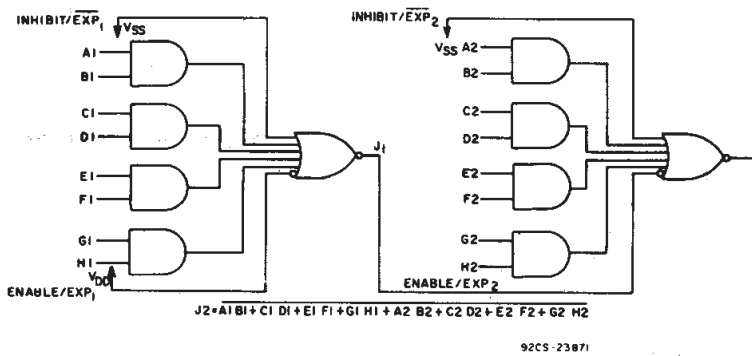 INHIBIT/EXP1
VSS
A1
B1
C1
D1
E1
F1
G1
H1
VDD
ENABLE/EXP1
J1
INHIBIT/EXP2
VSS
A2
B2
C2
D2
E2
F2
G2
H2
ENABLE/EXP2
J2=A1 B1+C1 D1+E1 F1+G1 H1+A2 B2+C2 D2+E2 F2+G2 H2
92CS-23871